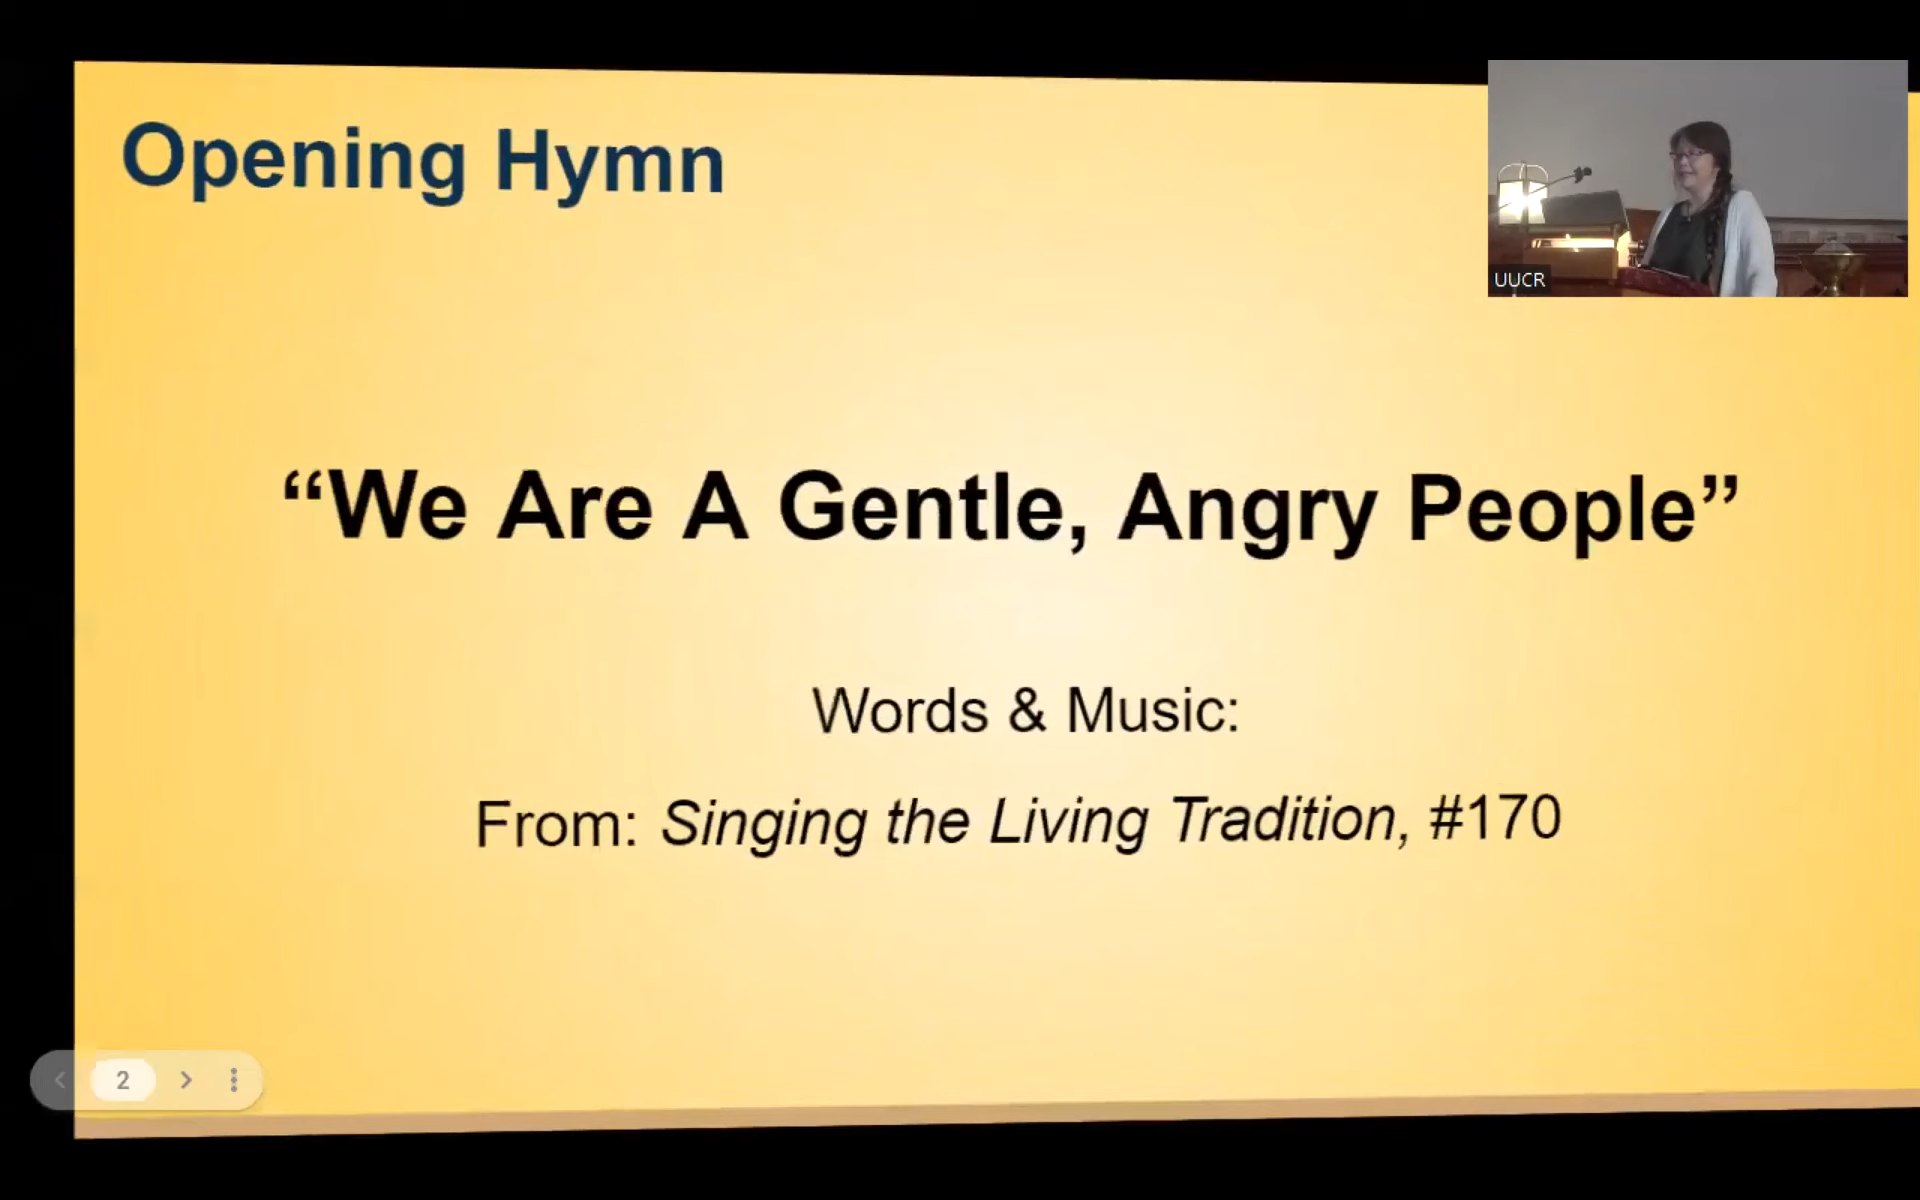 Opening Hymn
UUCR
“We Are A Gentle, Angry People”
Words & Music:
From: Singing the Living Tradition, #170
2